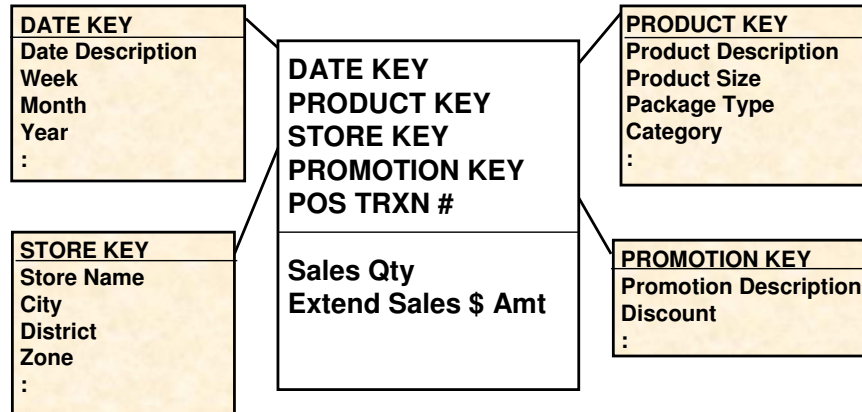 DATE KEY
Date Description
Week
Month
Year
:
STORE KEY
Store Name
City
District
Zone
:
DATE KEY
PRODUCT KEY
STORE KEY
PROMOTION KEY
POS TRXN #
Sales Qty
Extend Sales $ Amt
PRODUCT KEY
Product Description
Product Size
Package Type
Category
:
PROMOTION KEY
Promotion Description
Discount
: